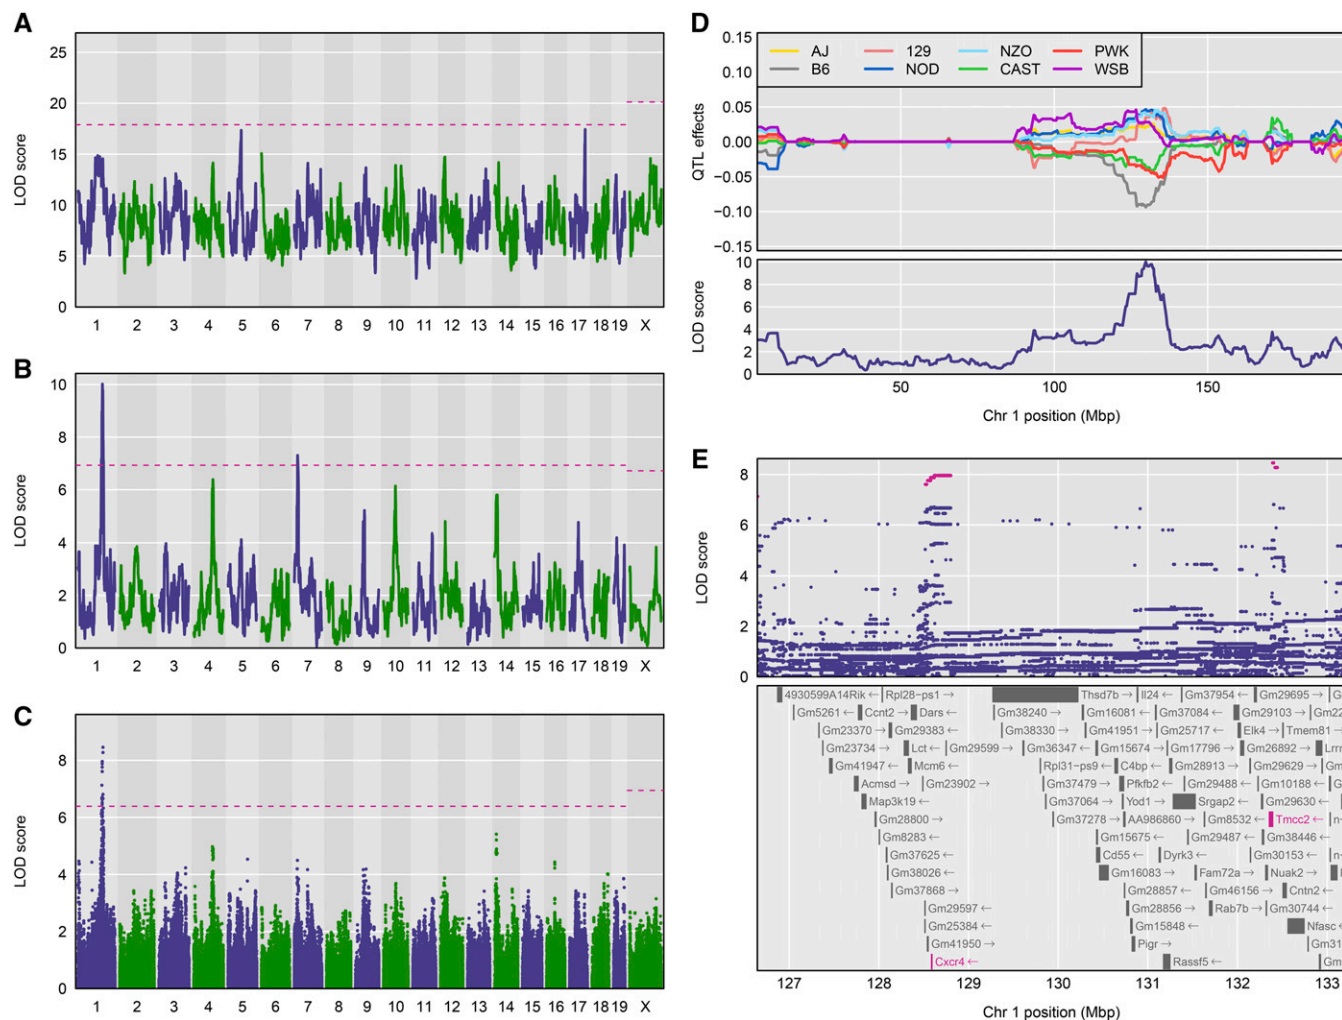 A
25
20
15
10
5
0
LOD score
1 2 3 4 5 6 7 8 9 10 11 12 13 14 15 16 17 18 19 X
B
10
8
6
4
2
0
LOD score
1 2 3 4 5 6 7 8 9 10 11 12 13 14 15 16 17 18 19 X
C
8
6
4
2
0
LOD score
1 2 3 4 5 6 7 8 9 10 11 12 13 14 15 16 17 18 19 X
D
AJ 129 NZO PWK
B6 NOD CAST WSB
0.15
0.10
0.05
0.00
−0.05
−0.10
−0.15
QTL effects
10
8
6
4
2
0
LOD score
50 100 150
Chr 1 position (Mbp)
E
8
6
4
2
0
LOD score
4930599A14Rik ← Rpl28−ps1 → Thsd7b → Il24 → Gm37954 → Gm29695 →
Gm5261 ← Ccnt2 → Dars ← Gm38240 → Gm16081 ← Gm37084 ← Gm29103 →
Gm23370 ← Gm29383 ← Gm38330 ← Gm41951 → Gm25717 ← Elk4 → Tmem81 →
Gm23734 ← Lct ← Gm29599 → Gm36347 ← Gm15674 ← Gm17796 ← Gm26892 →
Gm41947 ← Mcm6 ← Rpl31−ps9 ← C4bp ← Gm28913 ← Gm29629 ←
Acmsd → Gm23902 → Gm37479 → Pfkfb2 ← Gm29488 ← Gm10188 ←
Map3k19 ← Gm37064 → Yod1 → Srgap2 ← Gm29630 ←
Gm28800 → Gm37278 → AA986860 → Gm8532 ← Tmcc2 →
Gm8283 ← Gm15675 → Gm29487 ← Gm38446 ←
Gm37625 ← Cd55 ← Dyrk3 ← Gm30153 ←
Gm38026 ← Gm16083 → Fam72a ← Nuak2 →
Gm37868 ← Gm28857 ← Gm46156 → Cntn2 ←
Gm29597 ← Gm28856 → Rab7b → Gm30744 →
Gm25384 ← Gm15848 ← Nfasc
Gm41950 → Pigr →
Cxcr4 ← Rassf5 ←
127 128 129 130 131 132 133
Chr 1 position (Mbp)